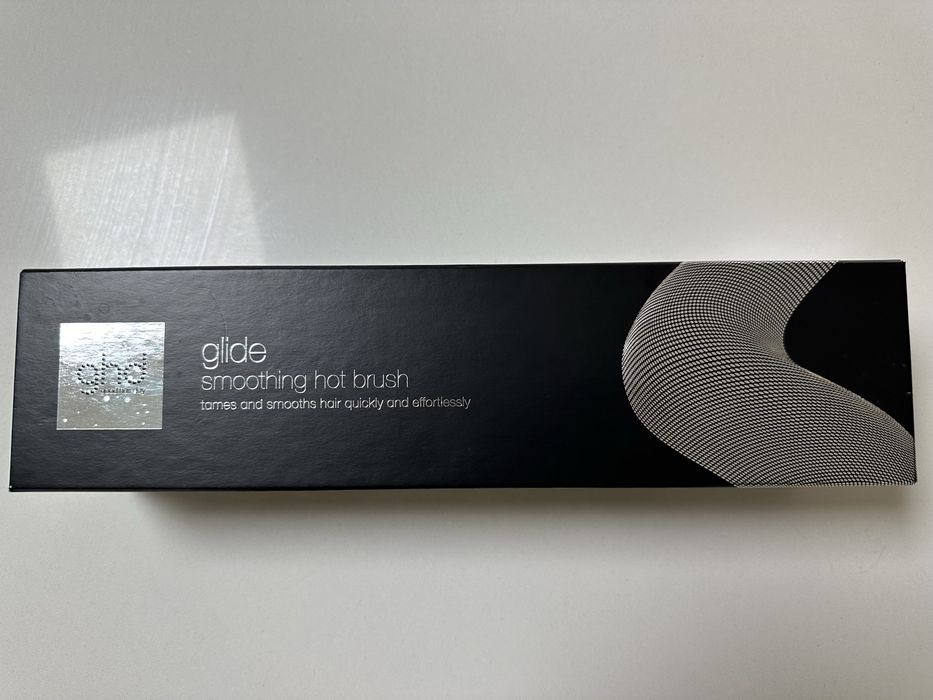 ghd
glide
smoothing hot brush
tames and smooths hair quickly and effortlessly